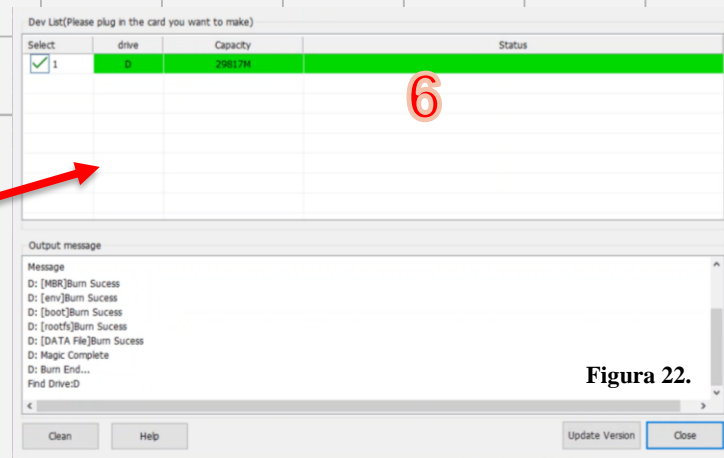 Dev List(Please plug in the card you want to make)
Select drive Capacity Status
1 D 29817M
6
Output message
Message
D: [MBR]Burn Sucess
D: [env]Burn Sucess
D: [boot]Burn Sucess
D: [rootfs]Burn Sucess
D: [DATA File]Burn Sucess
D: Magic Complete
D: Burn End...
Find Drive:D
Figura 22.
Clean Help Update Version Close